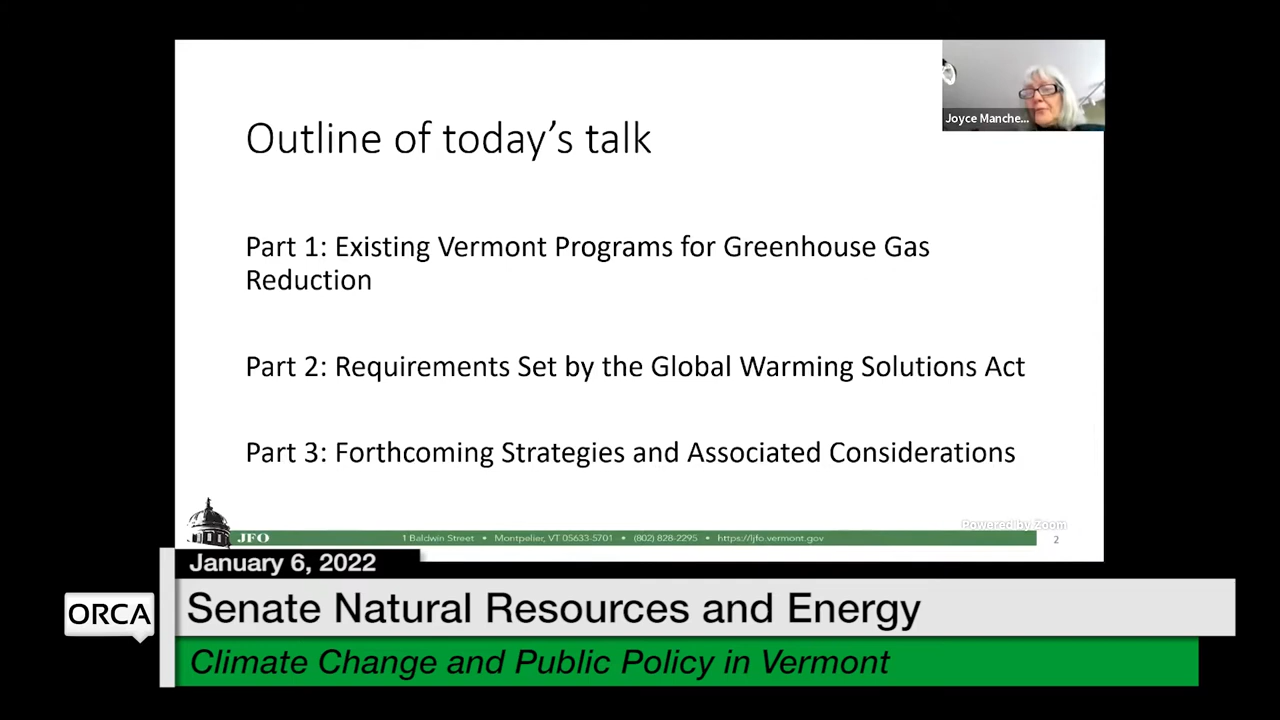 Joyce Manche...
Outline of today's talk
Part 1: Existing Vermont Programs for Greenhouse Gas
Reduction
Part 2: Requirements Set by the Global Warming Solutions Act
Part 3: Forthcoming Strategies and Associated Considerations
Powered by Zoom
JFO
1 Baldwin Street • Montpelier, VT 05633-5701 • (802) 828-2295 • https://ljfo.vermont.gov
2
January 6, 2022
ORCA
Senate Natural Resources and Energy
Climate Change and Public Policy in Vermont